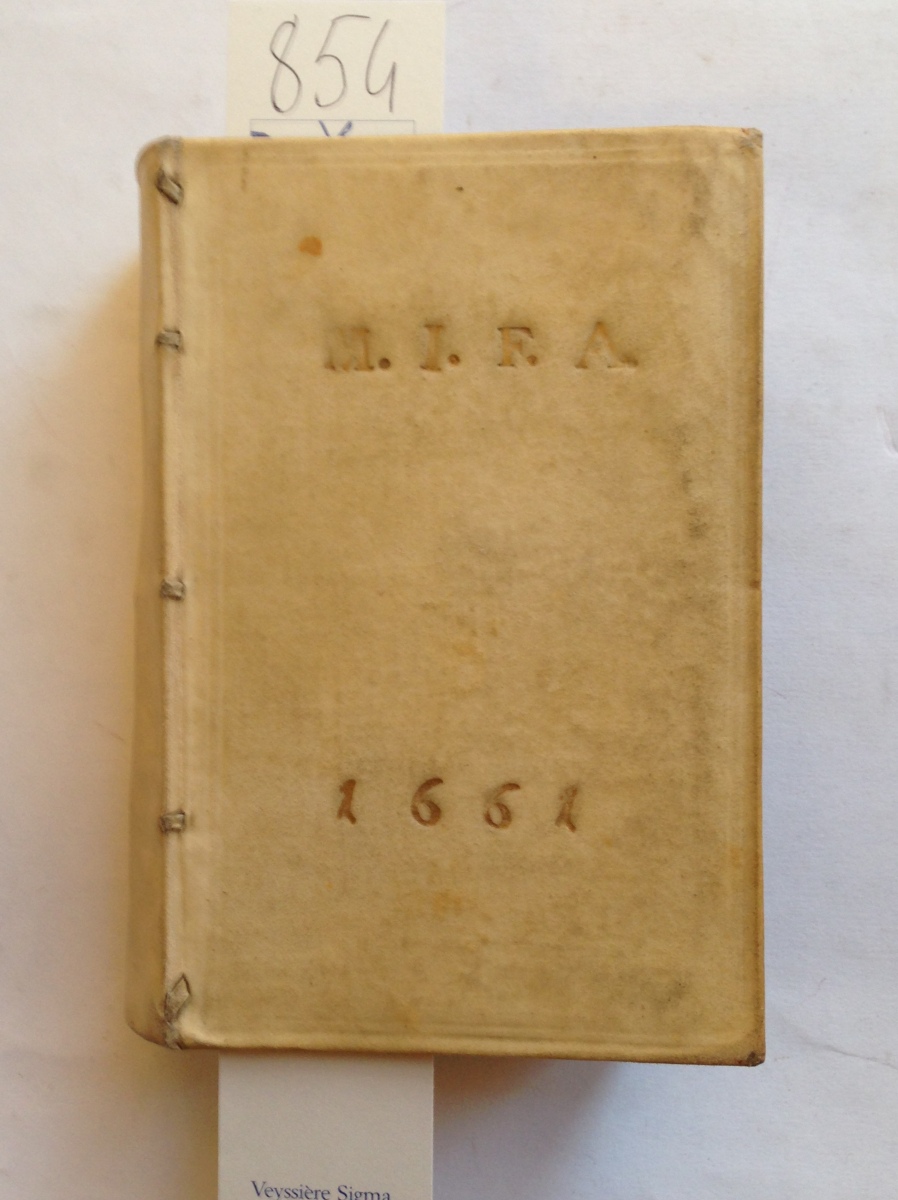 854
M. I. F. A.
1661
Veyssière Sigma